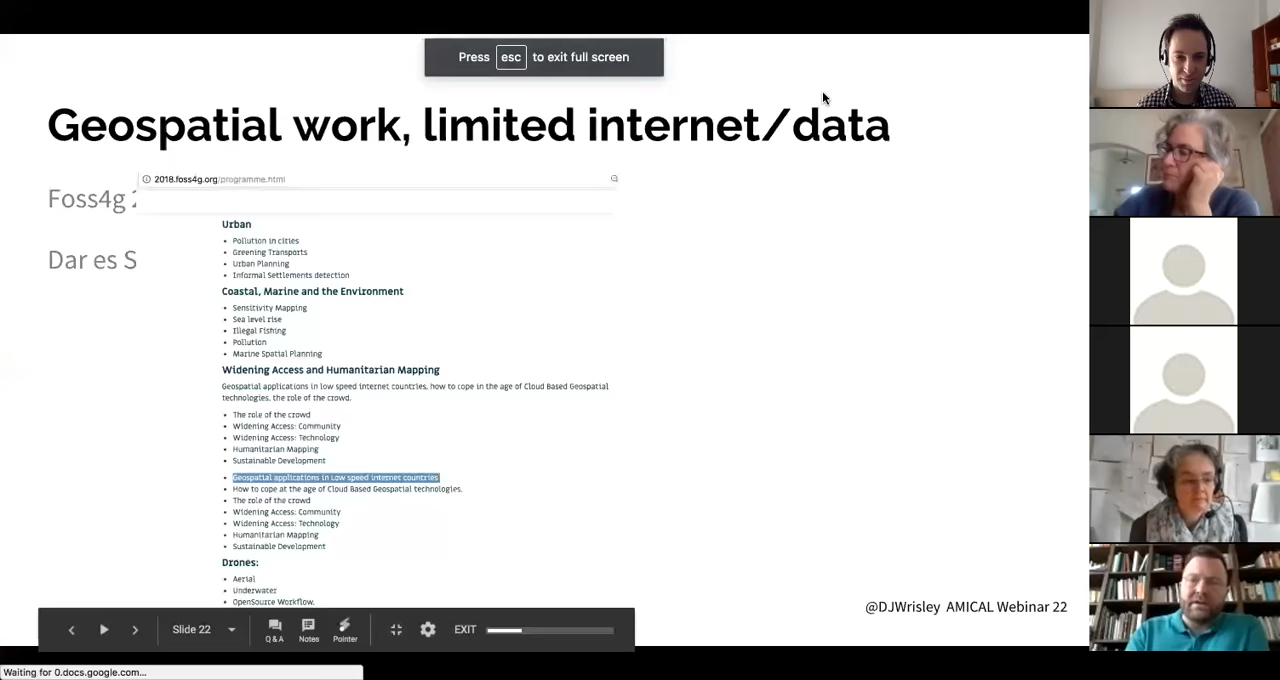 Press esc to exit full screen
Geospatial work, limited internet/data
Foss4g 2
Dar es S
2018.foss4g.org/programme.html
Urban
• Pollution in cities
• Greening Transports
• Urban Planning
• Informal Settlements detection
Coastal, Marine and the Environment
• Sensitivity Mapping
• Sea level rise
• Illegal Fishing
• Pollution
• Marine Spatial Planning
Widening Access and Humanitarian Mapping
Geospatial applications in low speed internet countries, how to cope in the age of Cloud Based Geospatial
technologies, the role of the crowd.
• The role of the crowd
• Widening Access: Community
• Widening Access: Technology
• Humanitarian Mapping
• Sustainable Development
• Geospatial applications in Low speed internet countries
• How to cope at the age of Cloud Based Geospatial technologies.
• The role of the crowd
• Widening Access: Community
• Widening Access: Technology
• Humanitarian Mapping
• Sustainable Development
Drones:
• Aerial
• Underwater
• OpenSource Workflow.
@DJWrisley AMICAL Webinar 22
Slide 22
Q & A
Notes
Pointer
EXIT
Waiting for 0.docs.google.com...